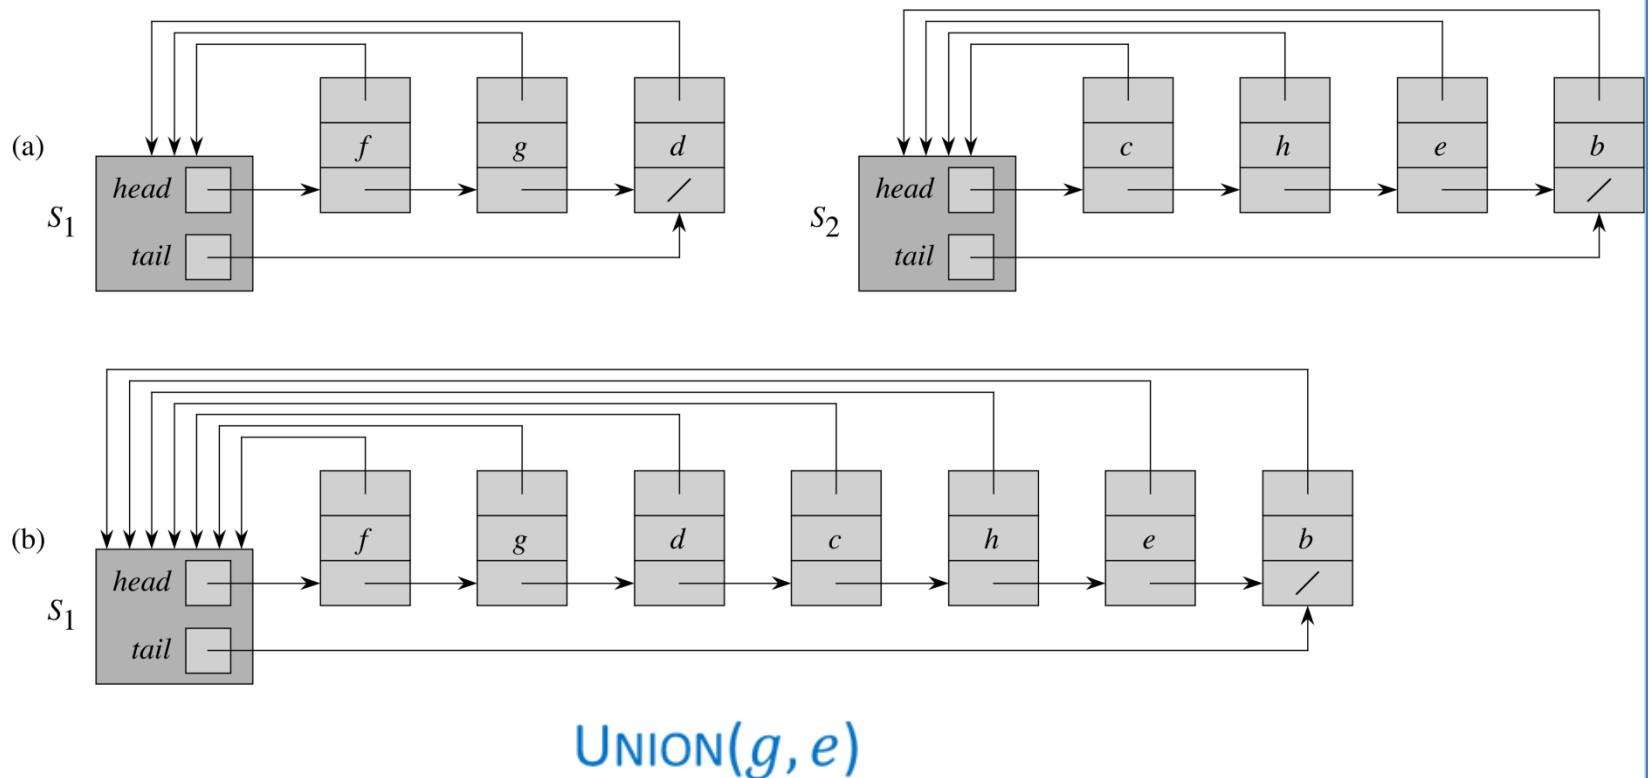 (a)
S1
head
tail
f g d
S2
head
tail
c h e b
(b)
S1
head
tail
f g d c h e b
UNION(g, e)